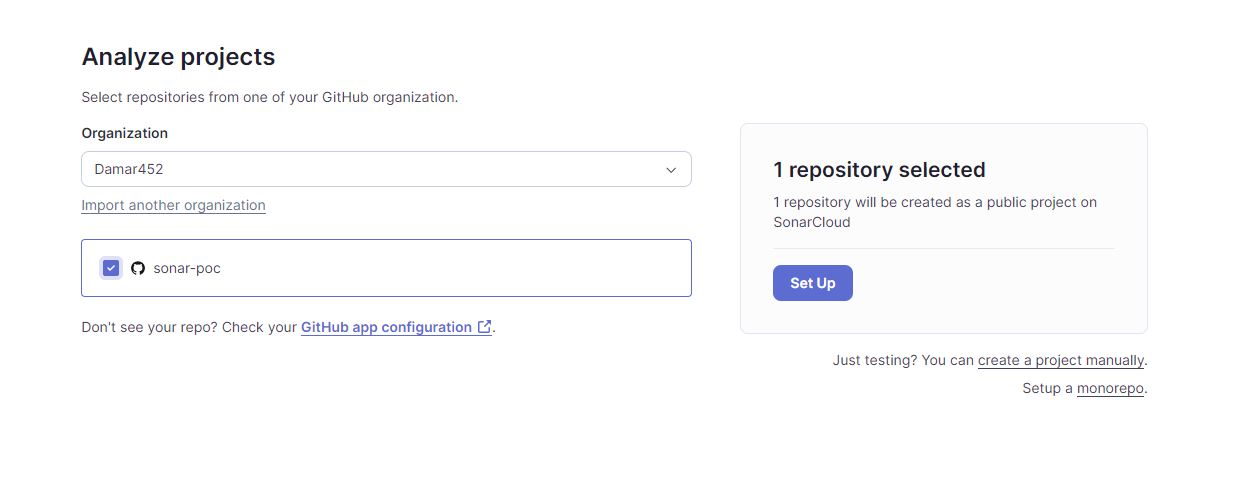 Analyze projects
Select repositories from one of your GitHub organization.
Organization
Damar452
Import another organization
sonar-poc
Don't see your repo? Check your GitHub app configuration.
1 repository selected
1 repository will be created as a public project on
SonarCloud
Set Up
Just testing? You can create a project manually.
Setup a monorepo.